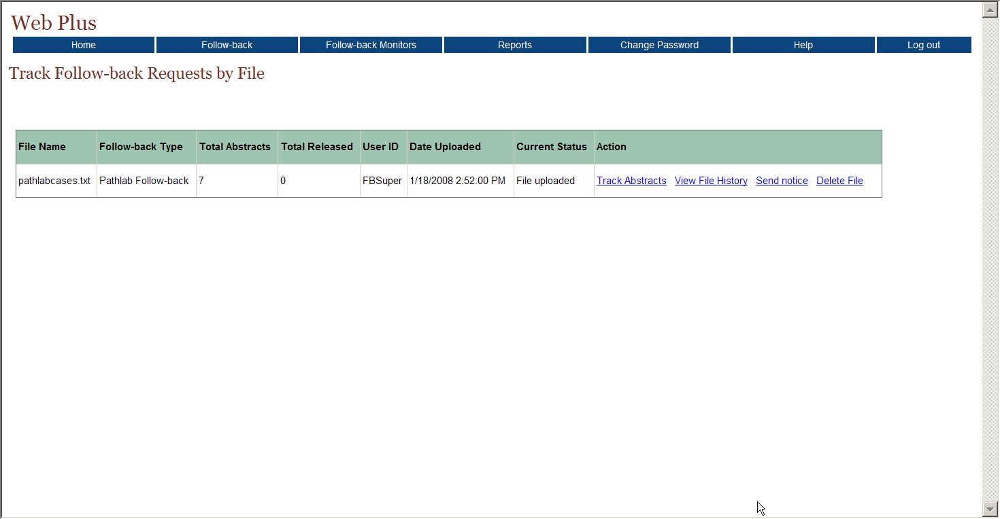 Web Plus
Home Follow-back Follow-back Monitors Reports Change Password Help Log out
Track Follow-back Requests by File
File Name Follow-back Type Total Abstracts Total Released User ID Date Uploaded Current Status Action
pathlabcases.txt Pathlab Follow-back 7 0 FBSuper 1/18/2008 2:52:00 PM File uploaded Track Abstracts View File History Send notice Delete File